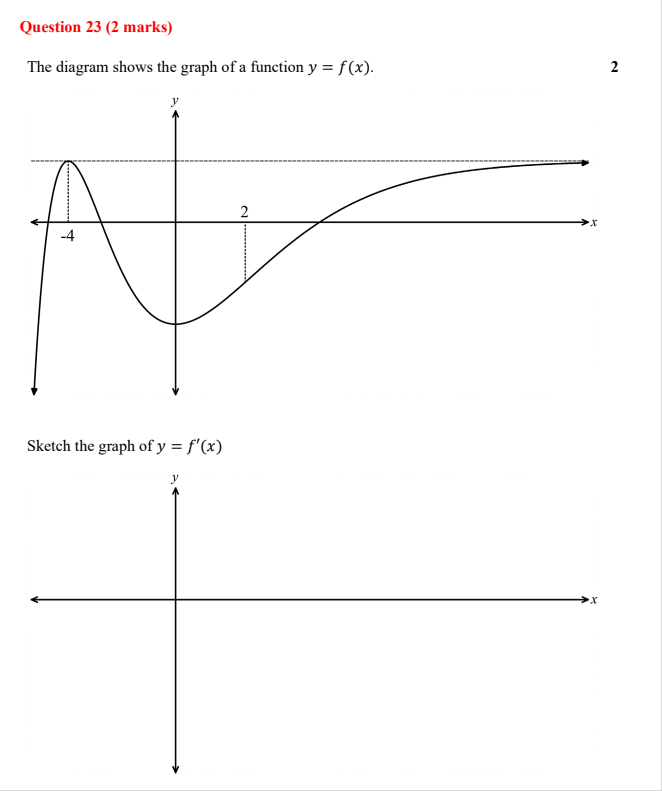 Question 23 (2 marks)
The diagram shows the graph of a function y = f(x). 2
y
2
x
-4
Sketch the graph of y = f′(x)
y
x